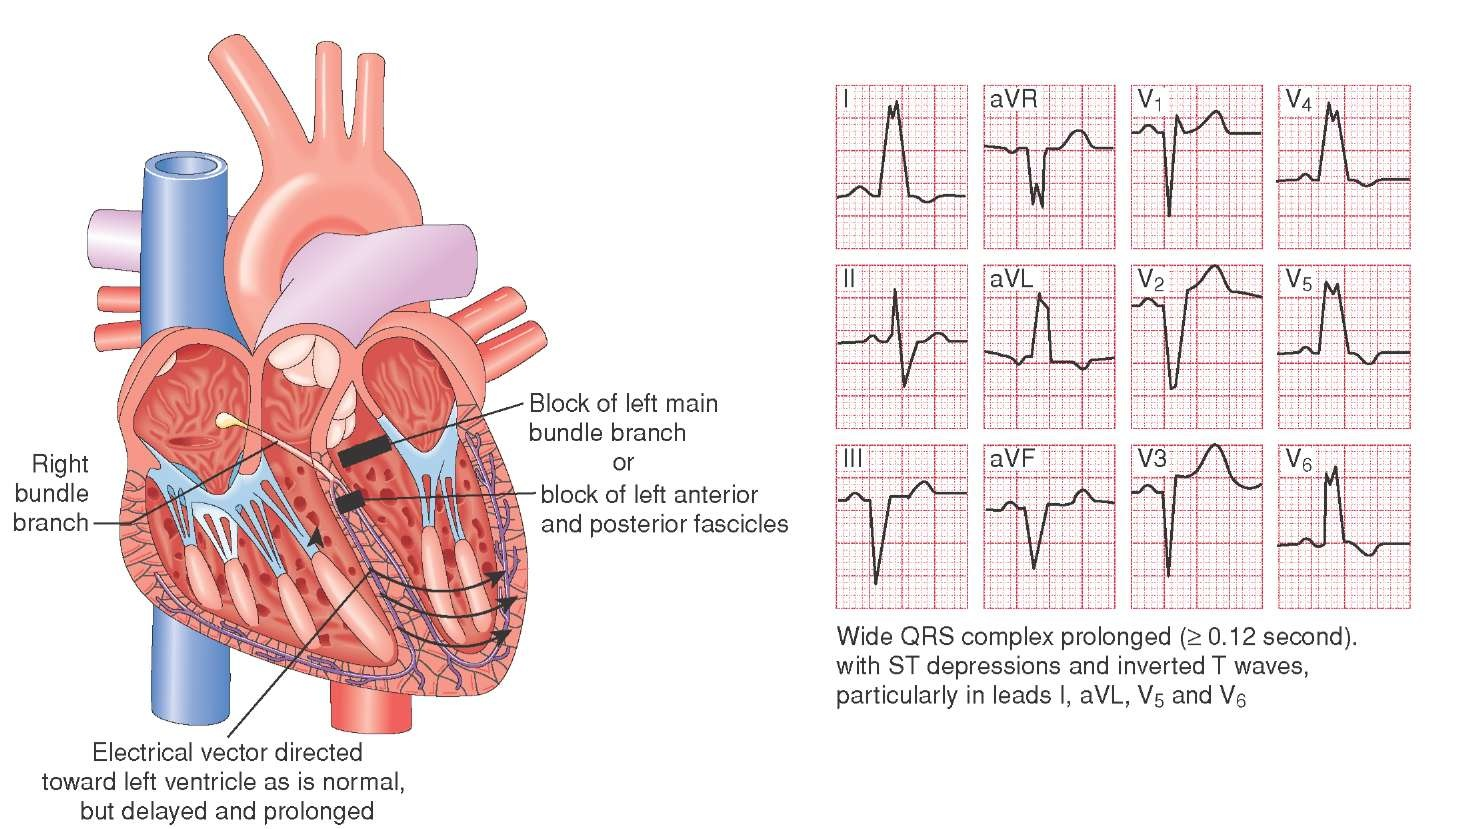 Block of left main
bundle branch
or
block of left anterior
and posterior fascicles
Right
bundle
branch
Electrical vector directed
toward left ventricle as is normal,
but delayed and prolonged
I
aVR
V1
V4
II
aVL
V2
V5
III
aVF
V3
V6
Wide QRS complex prolonged (≥ 0.12 second).
with ST depressions and inverted T waves,
particularly in leads I, aVL, V5 and V6